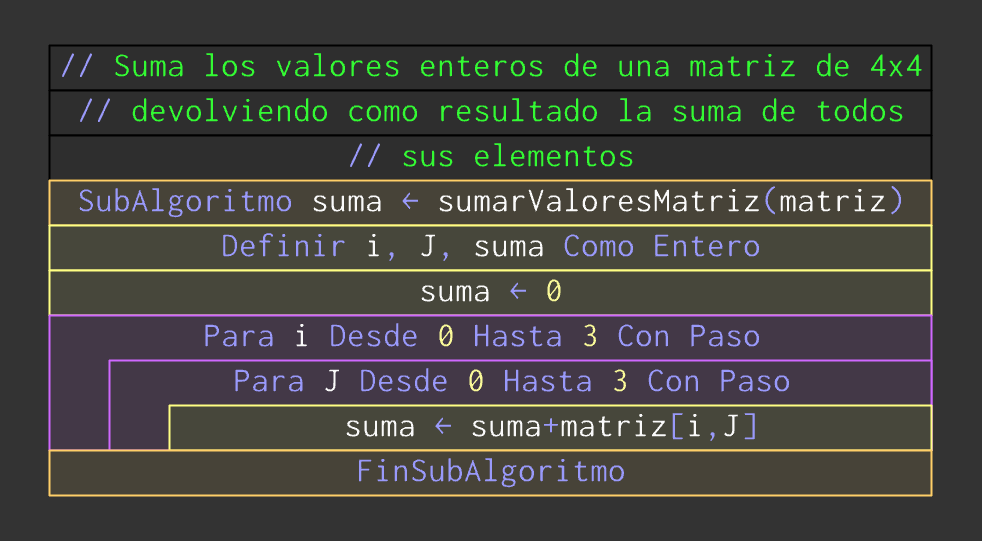 // Suma los valores enteros de una matriz de 4x4
// devolviendo como resultado la suma de todos
// sus elementos
SubAlgoritmo suma ← sumarValoresMatriz(matriz)
Definir i, J, suma Como Entero
suma ← 0
Para i Desde 0 Hasta 3 Con Paso
Para J Desde 0 Hasta 3 Con Paso
suma ← suma+matriz[i,J]
FinSubAlgoritmo